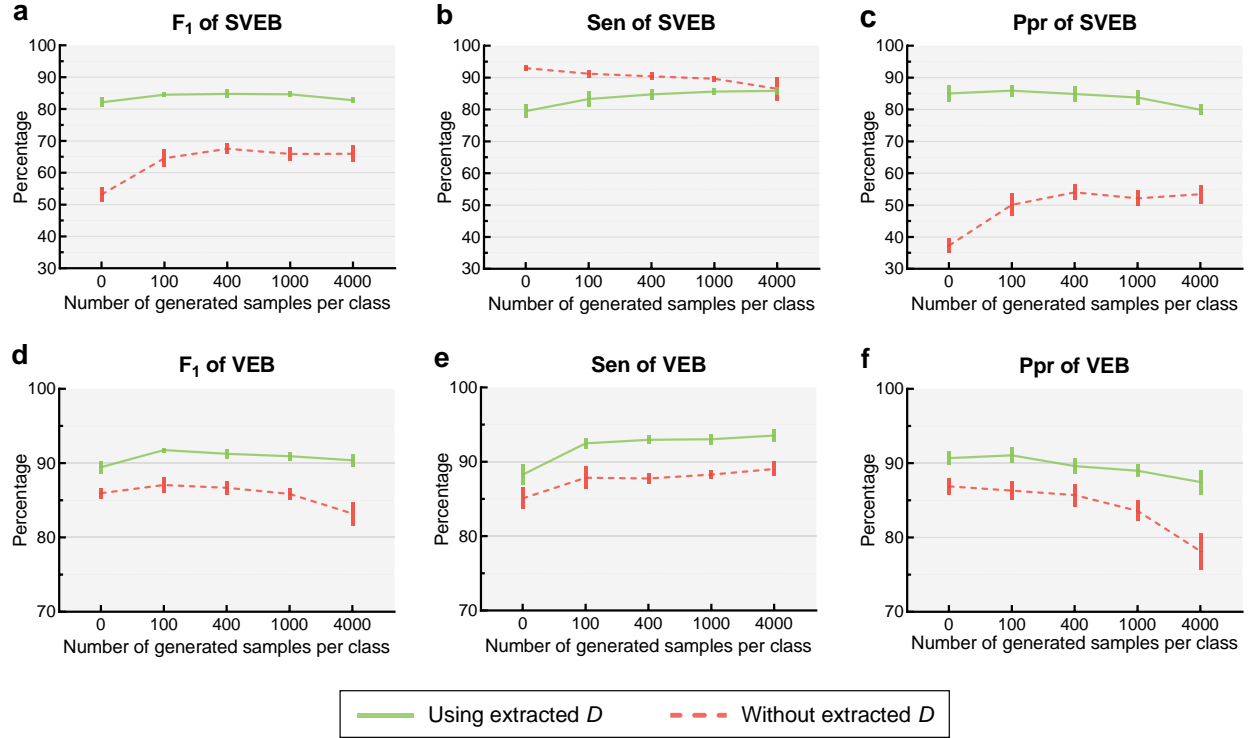 a
F₁ of SVEB
100
90
80
70
60
50
40
30
Percentage
0 100 400 1000 4000
Number of generated samples per class
b
Sen of SVEB
100
90
80
70
60
50
40
30
Percentage
0 100 400 1000 4000
Number of generated samples per class
c
Ppr of SVEB
100
90
80
70
60
50
40
30
Percentage
0 100 400 1000 4000
Number of generated samples per class
d
F₁ of VEB
100
90
80
70
Percentage
0 100 400 1000 4000
Number of generated samples per class
e
Sen of VEB
100
90
80
70
Percentage
0 100 400 1000 4000
Number of generated samples per class
f
Ppr of VEB
100
90
80
70
Percentage
0 100 400 1000 4000
Number of generated samples per class
Using extracted D
Without extracted D